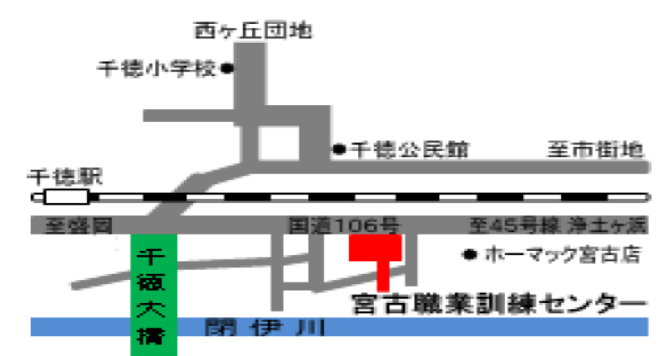 西ヶ丘団地
千徳小学校
千徳公民館
至市街地
千徳駅
至盛岡
国道106号
至45号線 浄土ヶ浜
千徳大橋
ホーマック宮古店
宮古職業訓練センター
閉伊川